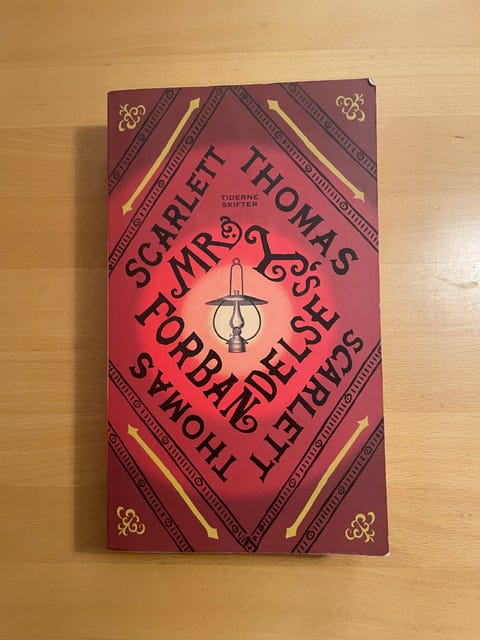 SCARLETT THOMAS
TIDERNE
SKIFTER
MR Y'S
FORBANDELSE
SCARLETT
THOMAS